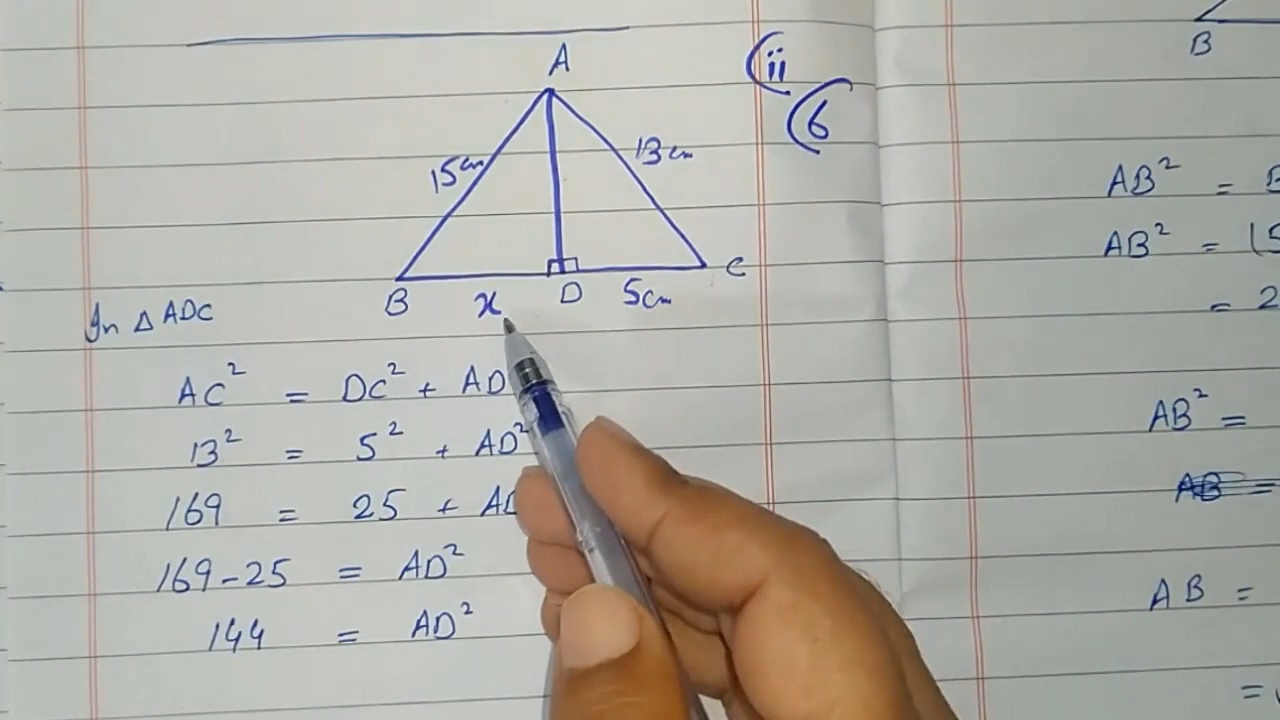 A
(ii
(6
15cm
13cm
B
x
D
5cm
C
In △ ADC
AC² = DC² + AD
13² = 5² + AD²
169 = 25 + AD
169-25 = AD²
144 = AD²
B
AB² =
AB² = 15
= 2
AB² =
AB =
AB =
=